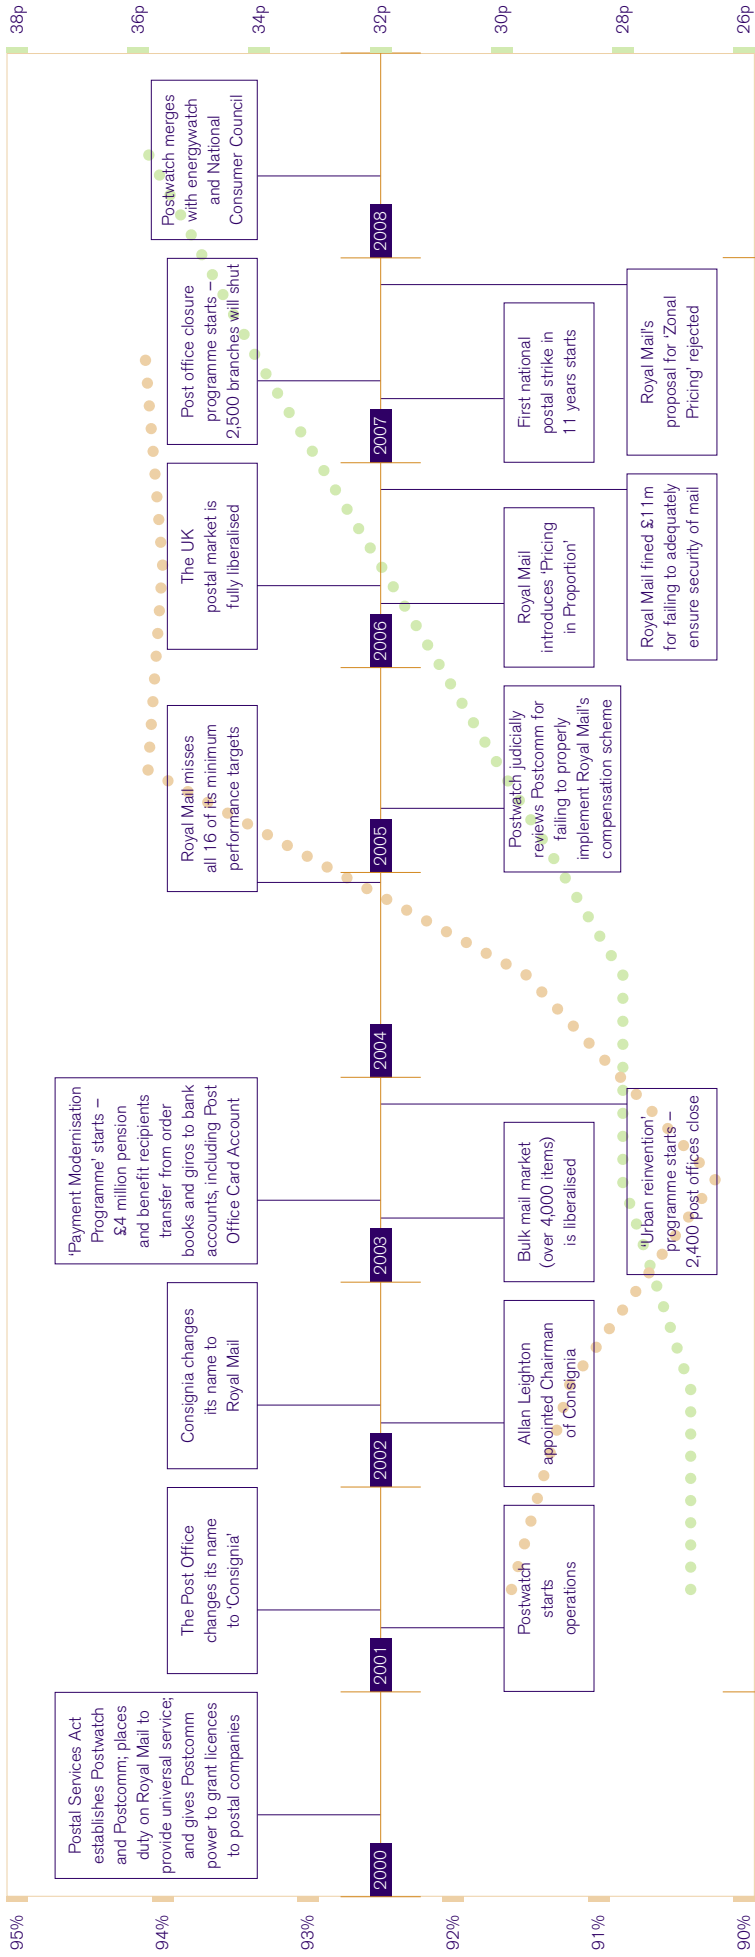 95%
94%
93%
92%
91%
90%
38p
36p
34p
32p
30p
28p
26p
2000
Postal Services Act
establishes Postwatch
and Postcomm; places
duty on Royal Mail to
provide universal service;
and gives Postcomm
power to grant licences
to postal companies
2001
The Post Office
changes its name
to ‘Consignia’
Postwatch
starts
operations
2002
Consignia changes
its name to
Royal Mail
Allan Leighton
appointed Chairman
of Consignia
2003
‘Payment Modernisation
Programme’ starts –
£4 million pension
and benefit recipients
transfer from order
books and giros to bank
accounts, including Post
Office Card Account
Bulk mail market
(over 4,000 items)
is liberalised
‘Urban reinvention’
programme starts –
2,400 post offices close
2004
Royal Mail misses
all 16 of its minimum
performance targets
2005
Postwatch judicially
reviews Postcomm for
failing to properly
implement Royal Mail’s
compensation scheme
2006
The UK
postal market is
fully liberalised
Royal Mail
introduces ‘Pricing
in Proportion’
Royal Mail fined £11m
for failing to adequately
ensure security of mail
2007
Post office closure
programme starts –
2,500 branches will shut
First national
postal strike in
11 years starts
Royal Mail’s
proposal for ‘Zonal
Pricing’ rejected
2008
Postwatch merges
with energywatch
and National
Consumer Council